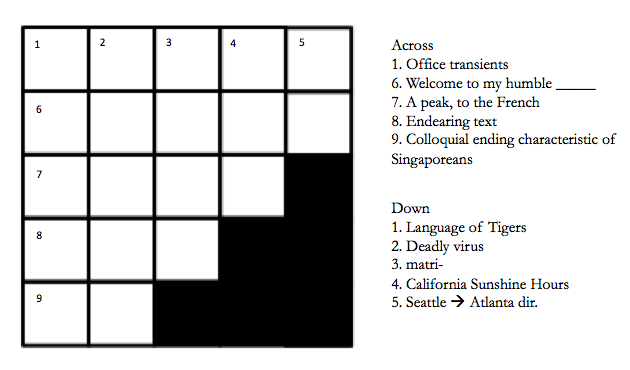 1 2 3 4 5
6
7
8
9
Across
1. Office transients
6. Welcome to my humble _____
7. A peak, to the French
8. Endearing text
9. Colloquial ending characteristic of
Singaporeans
Down
1. Language of Tigers
2. Deadly virus
3. matri-
4. California Sunshine Hours
5. Seattle → Atlanta dir.